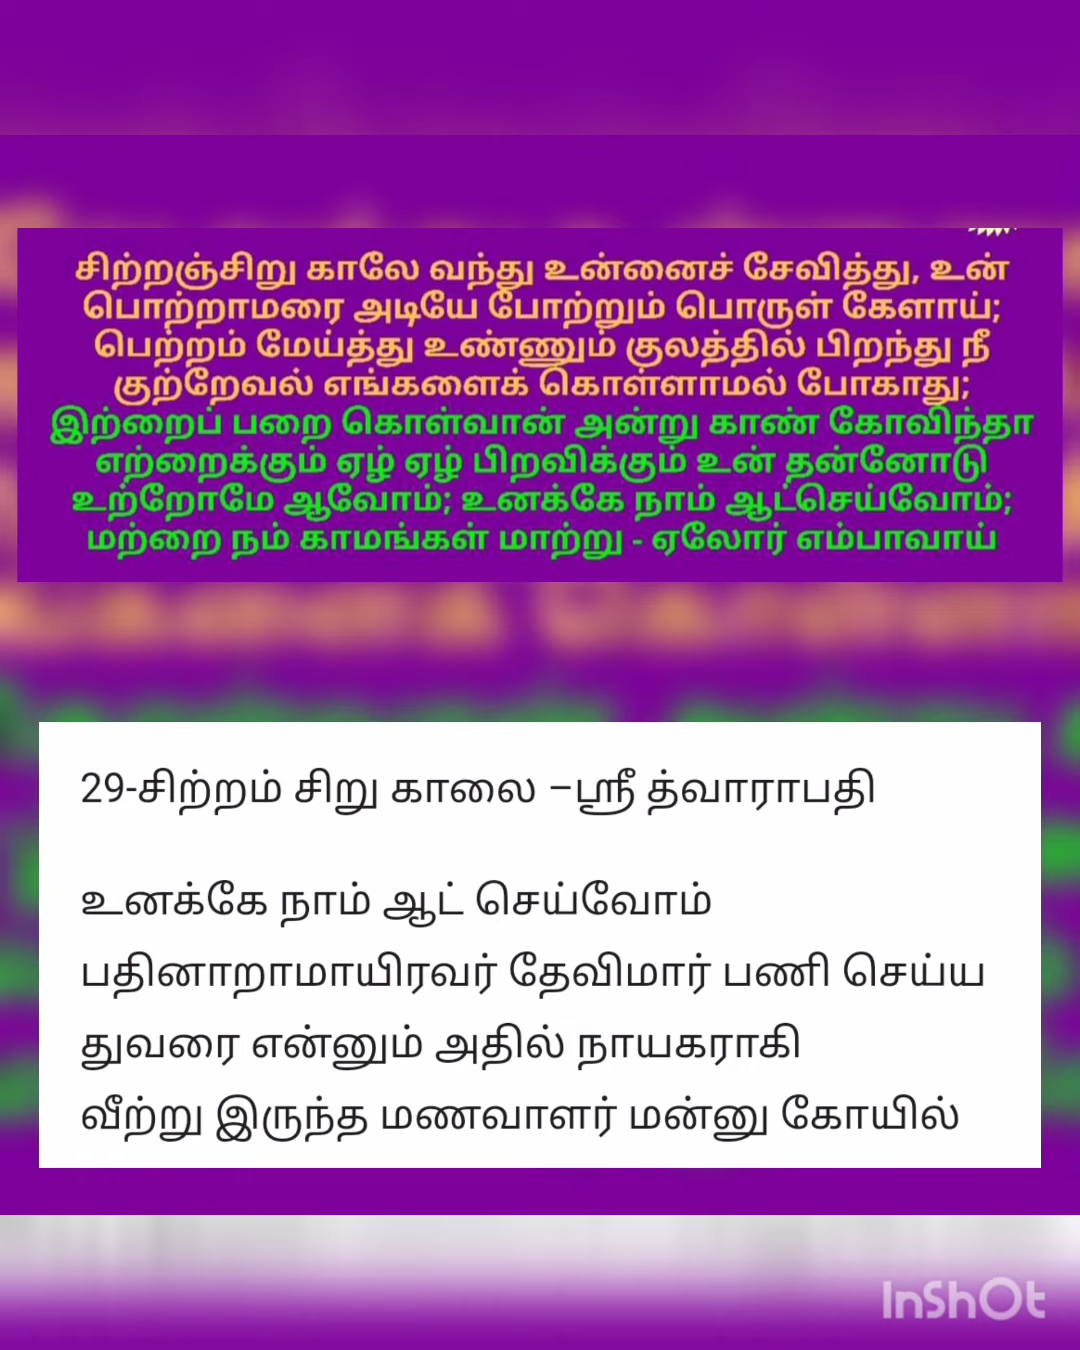 சிற்றஞ்சிறு காலே வந்து உன்னைச் சேவித்து, உன்
பொற்றாமரை அடியே போற்றும் பொருள் கேளாய்;
பெற்றம் மேய்த்து உண்ணும் குலத்தில் பிறந்து நீ
குற்றேவல் எங்களைக் கொள்ளாமல் போகாது;
இற்றைப் பறை கொள்வான் அன்று காண் கோவிந்தா
எற்றைக்கும் ஏழ் ஏழ் பிறவிக்கும் உன் தன்னோடு
உற்றோமே ஆவோம்; உனக்கே நாம் ஆட்செய்வோம்;
மற்றை நம் காமங்கள் மாற்று - ஏலோர் எம்பாவாய்
29-சிற்றம் சிறு காலை –ஸ்ரீ த்வாராபதி
உனக்கே நாம் ஆட் செய்வோம்
பதினாறாமாயிரவர் தேவிமார் பணி செய்ய
துவரை என்னும் அதில் நாயகராகி
வீற்று இருந்த மணவாளர் மன்னு கோயில்
InShOt